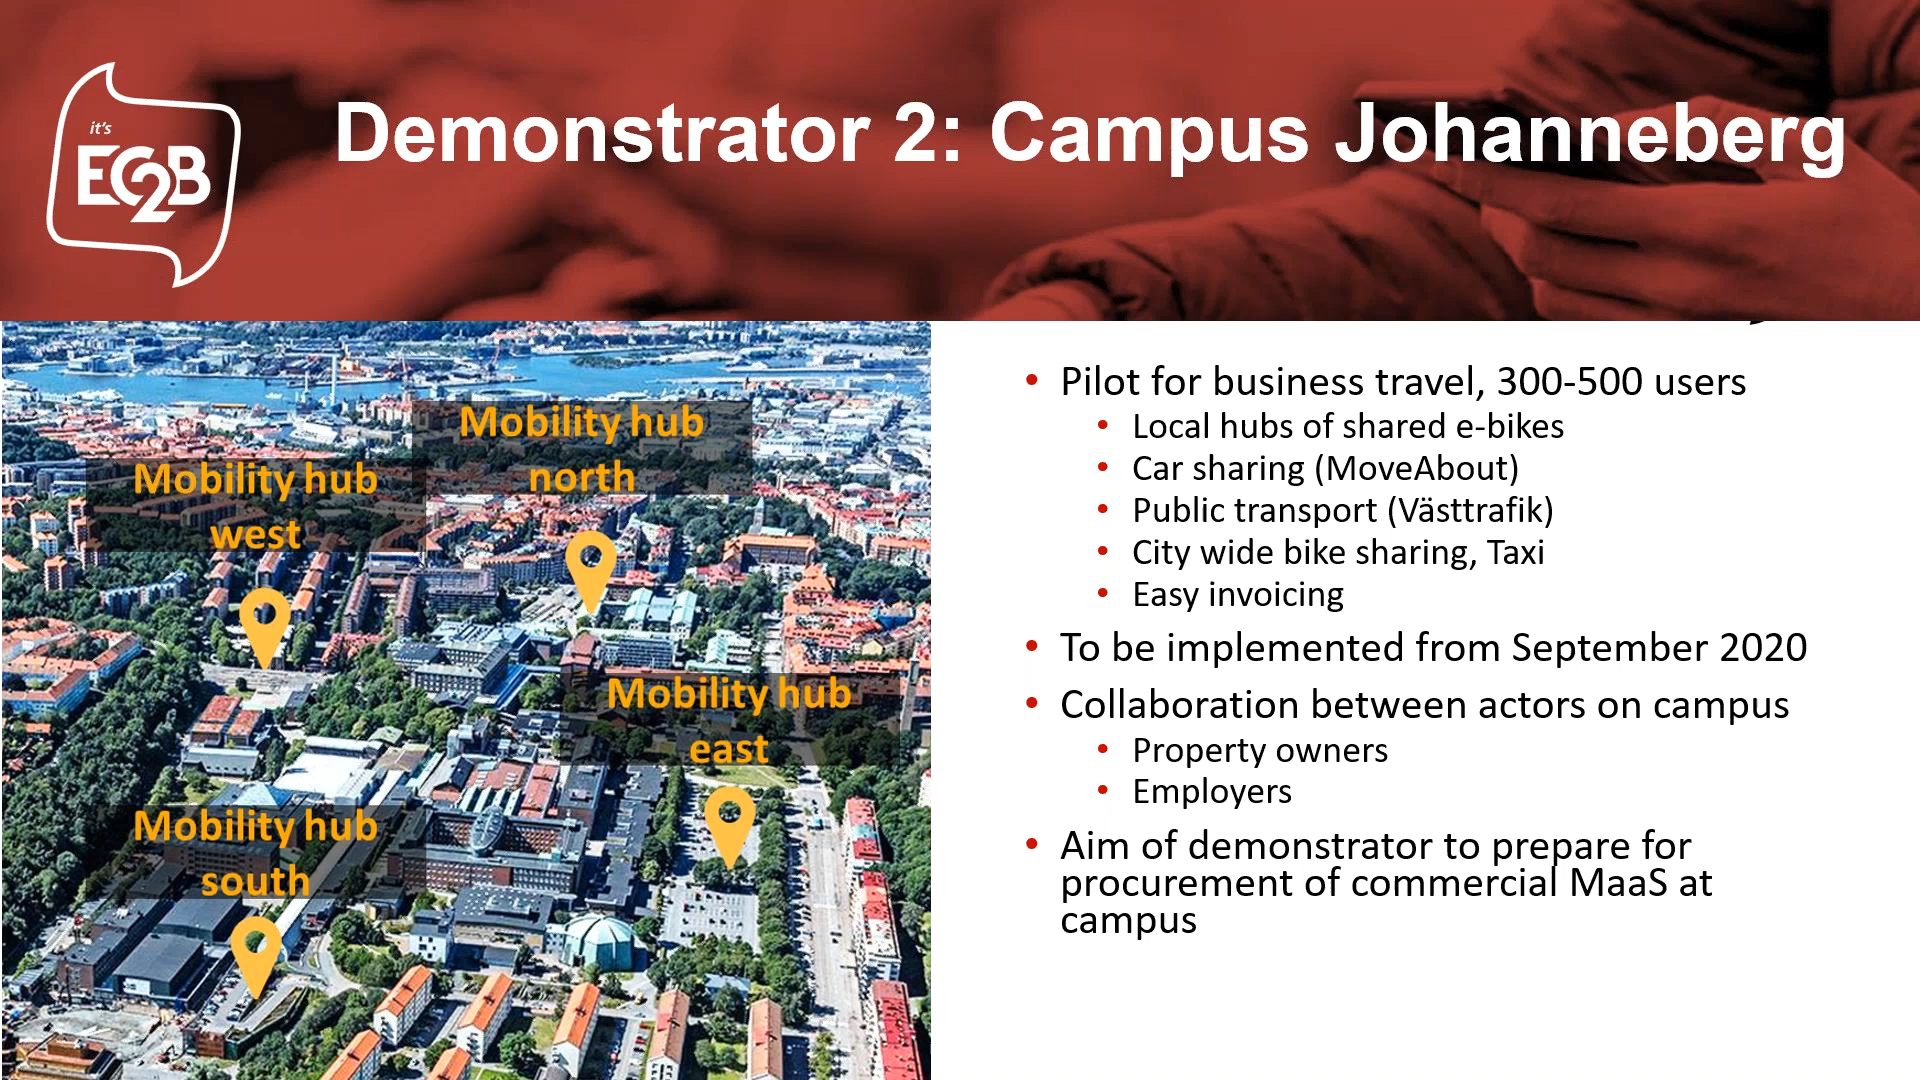 it's
EC2B
Demonstrator 2: Campus Johanneberg
Mobility hub
north
Mobility hub
west
Mobility hub
east
Mobility hub
south
• Pilot for business travel, 300-500 users
• Local hubs of shared e-bikes
• Car sharing (MoveAbout)
• Public transport (Västtrafik)
• City wide bike sharing, Taxi
• Easy invoicing
• To be implemented from September 2020
• Collaboration between actors on campus
• Property owners
• Employers
• Aim of demonstrator to prepare for
procurement of commercial MaaS at
campus